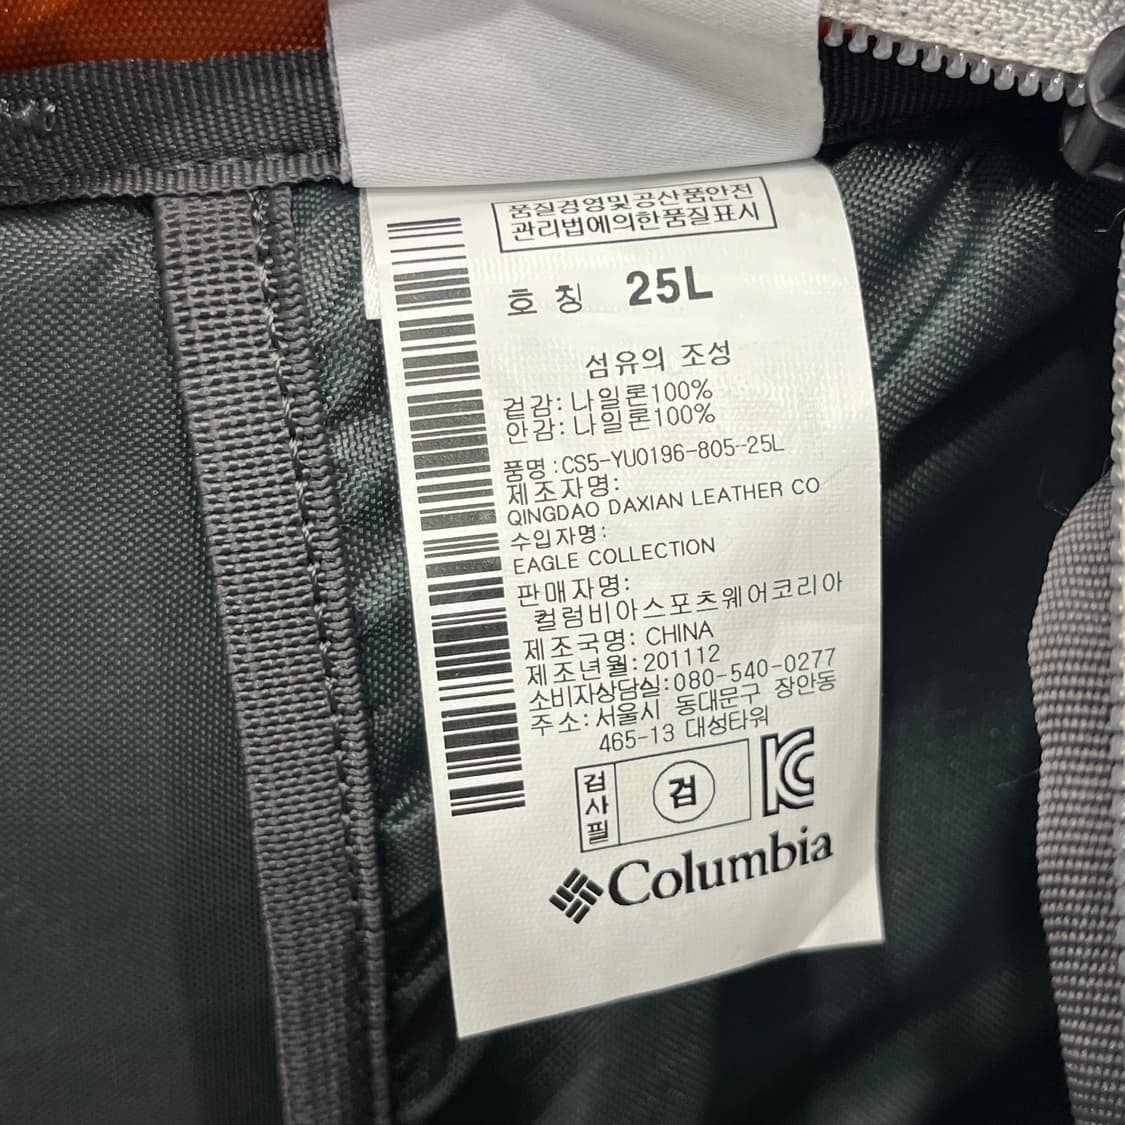 품질경영및공산품안전
관리법에의한품질표시
호 칭 25L
섬유의 조성
겉감: 나일론100%
안감: 나일론100%
품명 :CS5-YU0196-805-25L
제조자명:
QINGDAO DAXIAN LEATHER CO
수입자명:
EAGLE COLLECTION
판매자명:
컬럼비아스포츠웨어코리아
제조국명: CHINA
제조년월:201112
소비자상담실:080-540-0277
주소:서울시 동대문구 장안동
465-13 대성타워
검사필 검 KC
Columbia